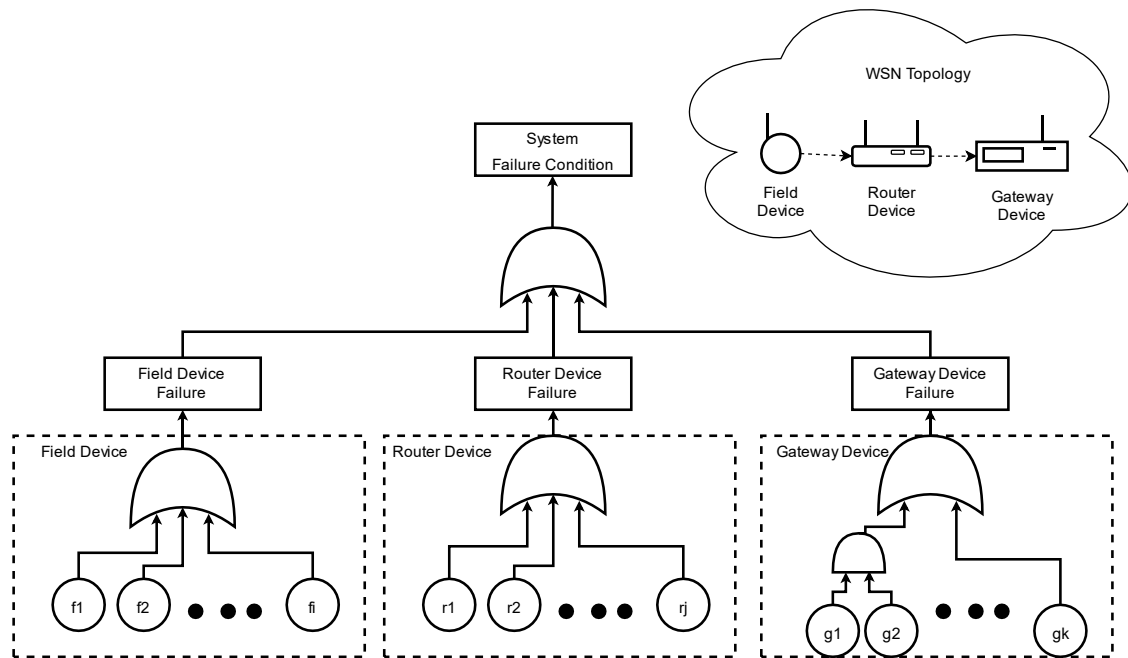 WSN Topology
Field
Device
Router
Device
Gateway
Device
System
Failure Condition
Field Device
Failure
Router Device
Failure
Gateway Device
Failure
Field Device
Router Device
Gateway Device
f1
f2
fi
r1
r2
rj
g1
g2
gk